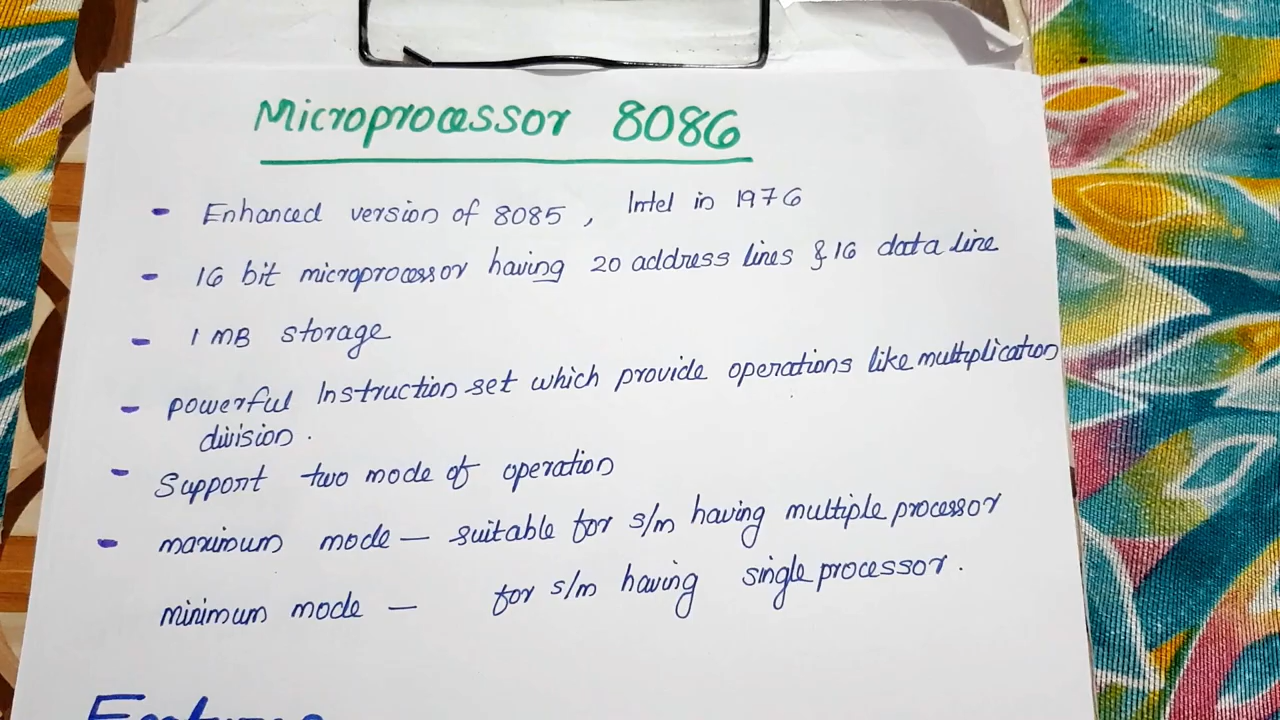 Microprocessor 8086
- Enhanced version of 8085, Intel in 1976
- 16 bit microprocessor having 20 address lines & 16 data line
- 1 MB storage
- powerful Instruction set which provide operations like multiplication
division.
- Support two mode of operation
- maximum mode — suitable for s/m having multiple processor
minimum mode — for s/m having single processor.
Features